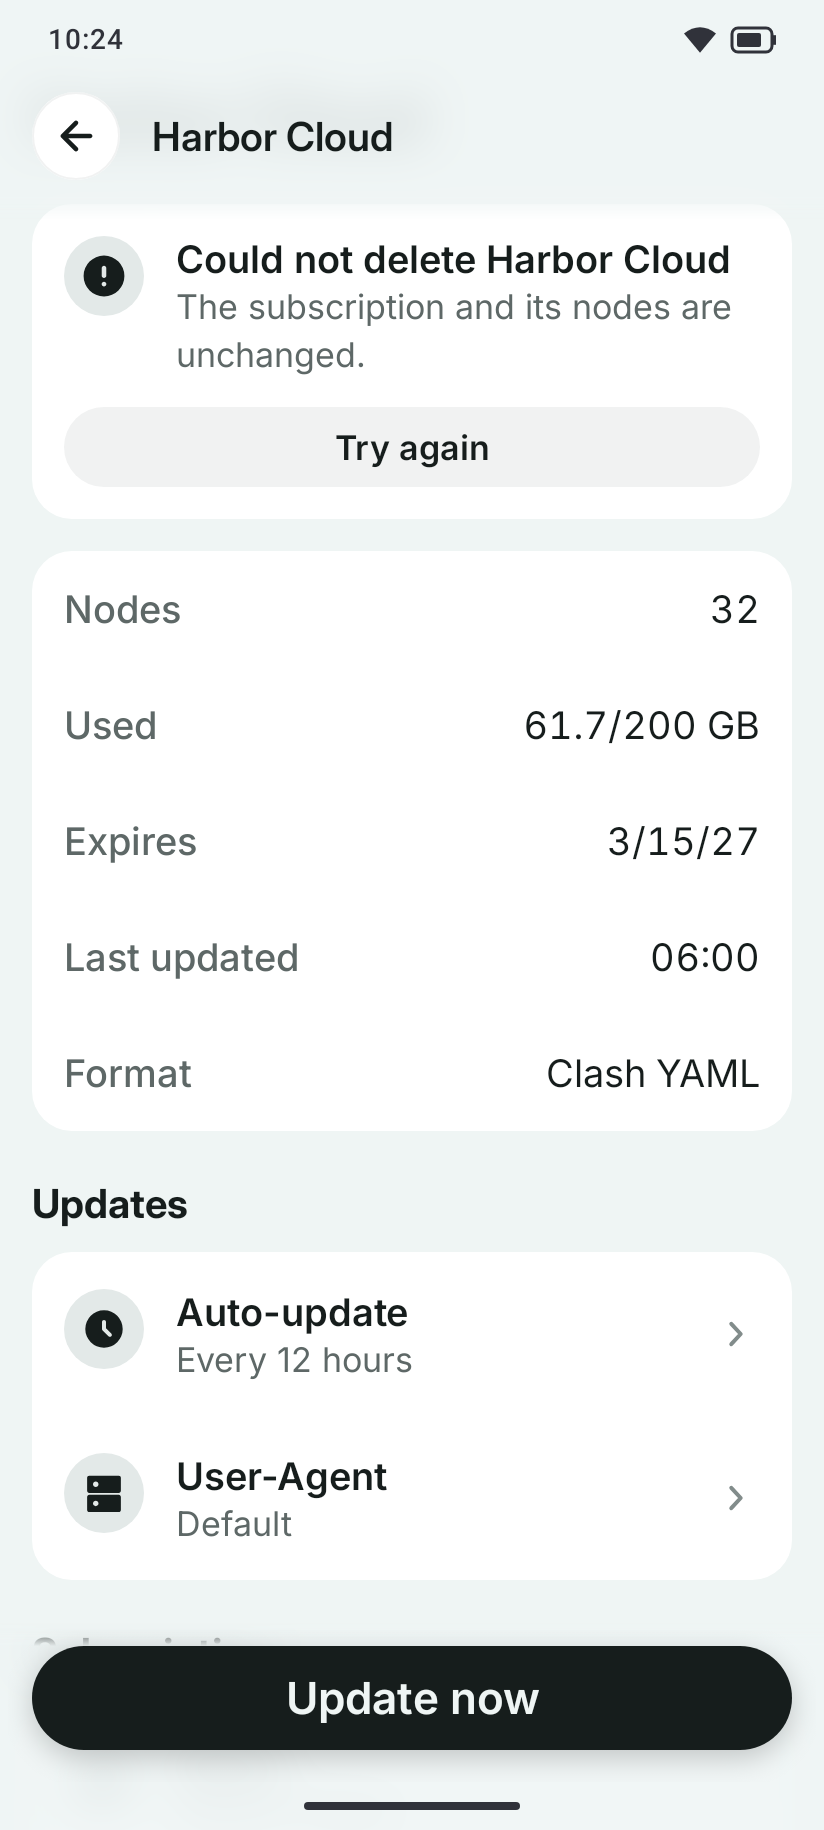 10:24
Harbor Cloud
Could not delete Harbor Cloud
The subscription and its nodes are
unchanged.
Try again
Nodes 32
Used 61.7/200 GB
Expires 3/15/27
Last updated 06:00
Format Clash YAML
Updates
Auto-update
Every 12 hours
User-Agent
Default
Update now